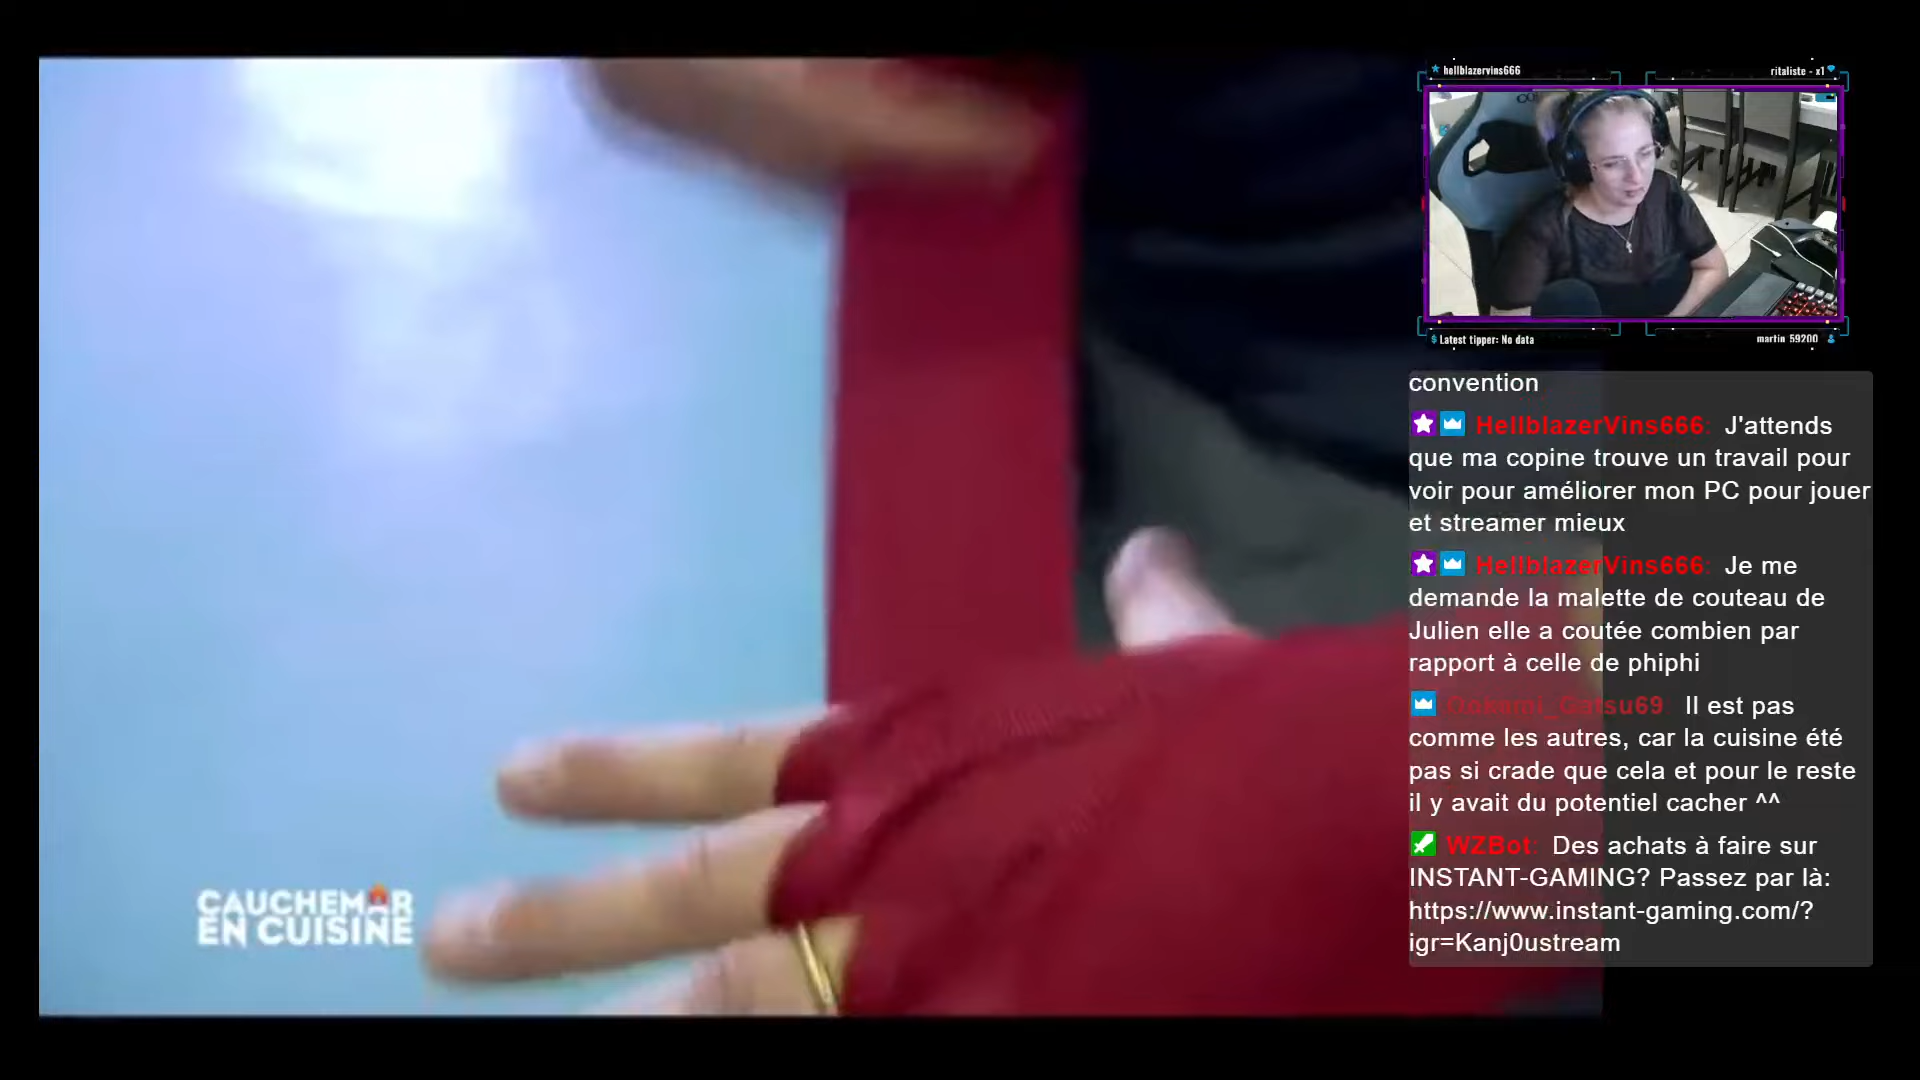 hellblazervins666
ritaliste - x1
Latest tipper: No data
martin_59200
convention
HellblazerVins666: J'attends
que ma copine trouve un travail pour
voir pour améliorer mon PC pour jouer
et streamer mieux
HellblazerVins666: Je me
demande la malette de couteau de
Julien elle a coutée combien par
rapport à celle de phiphi
Ookami_Gatsu69: Il est pas
comme les autres, car la cuisine été
pas si crade que cela et pour le reste
il y avait du potentiel cacher ^^
WZBot: Des achats à faire sur
INSTANT-GAMING? Passez par là:
https://www.instant-gaming.com/?
igr=Kanj0ustream
CAUCHEMAR
EN CUISINE